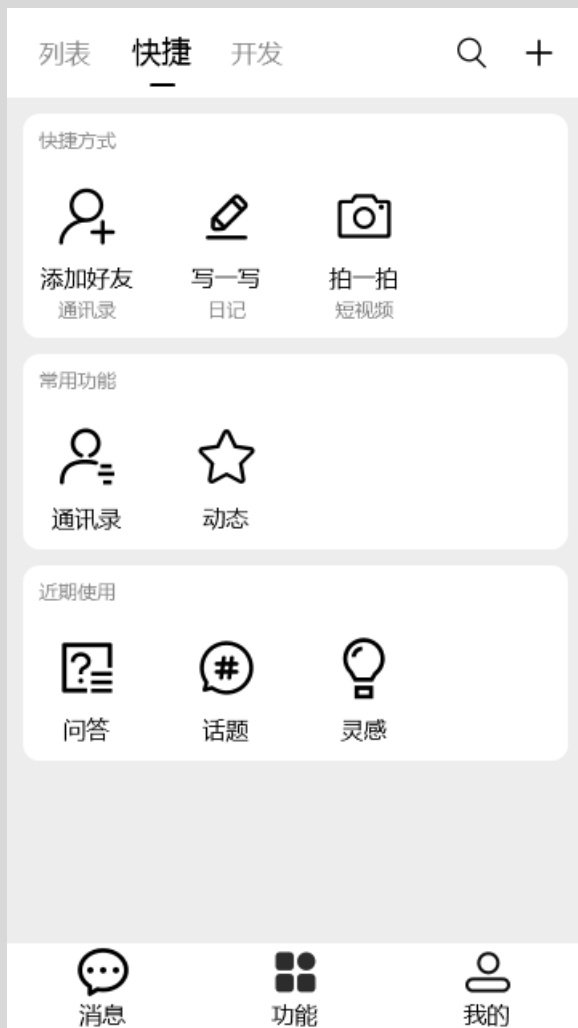 列表 快捷 开发
快捷方式
添加好友 写一写 拍一拍
通讯录 日记 短视频
常用功能
通讯录 动态
近期使用
问答 话题 灵感
消息 功能 我的